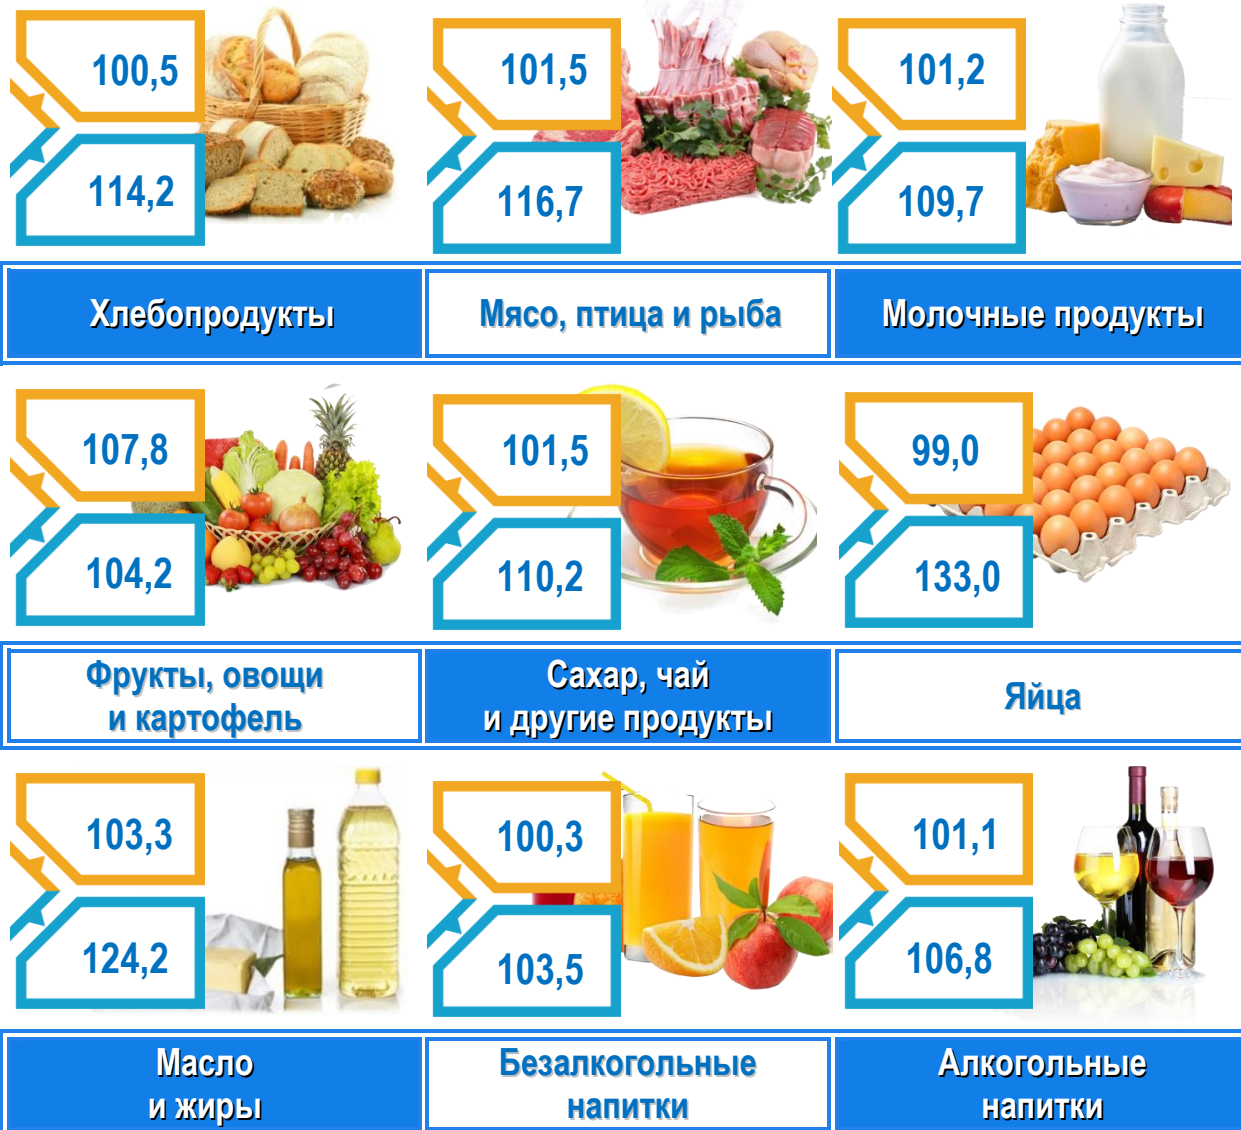 100,5
114,2
101,5
116,7
101,2
109,7
Хлебопродукты
Мясо, птица и рыба
Молочные продукты
107,8
104,2
101,5
110,2
99,0
133,0
Фрукты, овощи
и картофель
Сахар, чай
и другие продукты
Яйца
103,3
124,2
100,3
103,5
101,1
106,8
Масло
и жиры
Безалкогольные
напитки
Алкогольные
напитки